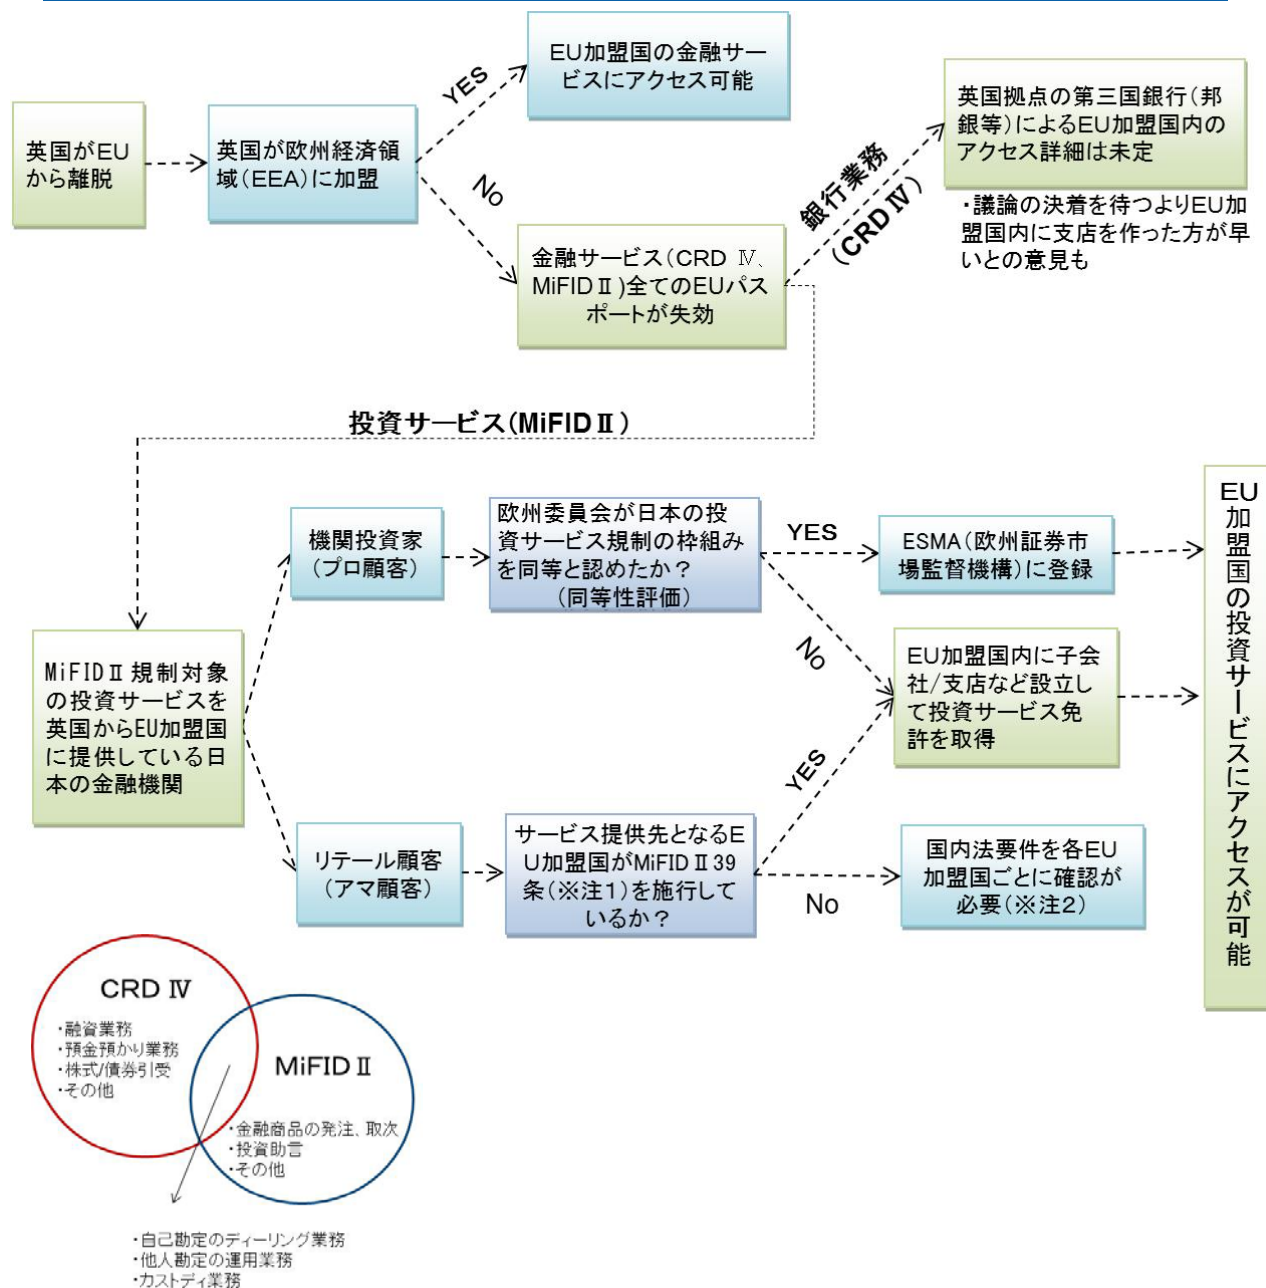 EU加盟国の金融サー
ビスにアクセス可能
YES
英国がEU
から離脱
英国が欧州経済領
域(EEA)に加盟
No
英国拠点の第三国銀行(邦
銀等)によるEU加盟国内の
アクセス詳細は未定
・議論の決着を待つよりEU加
盟国内に支店を作った方が早
いとの意見も
銀行業務
(CRDⅣ)
金融サービス(CRD Ⅳ、
MiFIDⅡ)全てのEUパス
ポートが失効
投資サービス(MiFIDⅡ)
MiFIDⅡ規制対象
の投資サービスを
英国からEU加盟国
に提供している日
本の金融機関
機関投資家
(プロ顧客)
欧州委員会が日本の投
資サービス規制の枠組み
を同等と認めたか?
(同等性評価)
YES
ESMA(欧州証券市
場監督機構)に登録
No
EU加盟国内に子会
社/支店など設立し
て投資サービス免
許を取得
YES
リテール顧客
(アマ顧客)
サービス提供先となるE
U加盟国がMiFIDⅡ39
条(※注1)を施行して
いるか?
No
国内法要件を各EU
加盟国ごとに確認が
必要(※注2)
EU加盟国の投資サービスにアクセスが可能
CRD Ⅳ
・融資業務
・預金預かり業務
・株式/債券引受
・その他
MiFIDⅡ
・金融商品の発注、取次
・投資助言
・その他
・自己勘定のディーリング業務
・他人勘定の運用業務
・カストディ業務